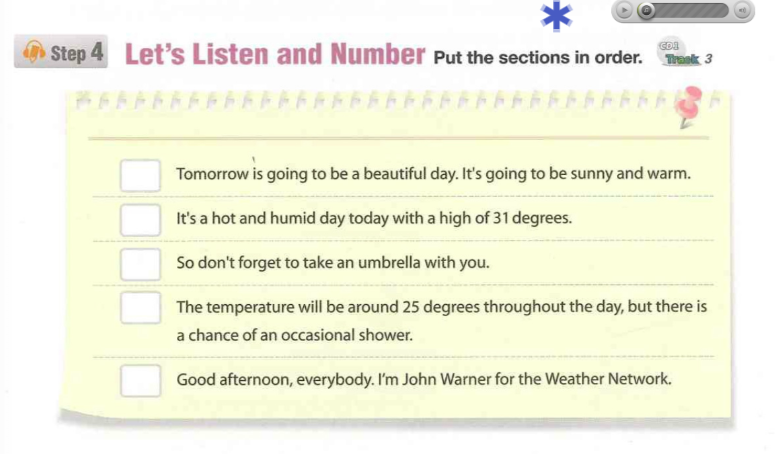 Step 4 Let's Listen and Number Put the sections in order. CD1 Track 3
Tomorrow is going to be a beautiful day. It's going to be sunny and warm.
It's a hot and humid day today with a high of 31 degrees.
So don't forget to take an umbrella with you.
The temperature will be around 25 degrees throughout the day, but there is
a chance of an occasional shower.
Good afternoon, everybody. I'm John Warner for the Weather Network.